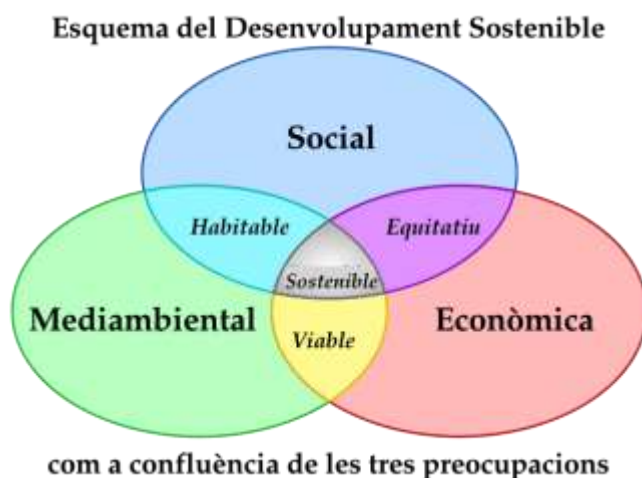 Esquema del Desenvolupament Sostenible
Social
Habitable
Equitatiu
Sostenible
Mediambiental
Econòmica
Viable
com a confluència de les tres preocupacions